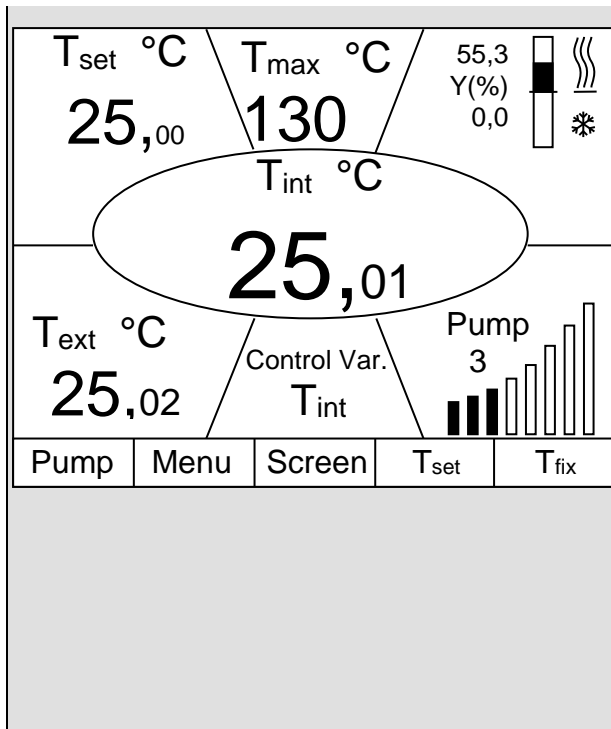 Tset °C
25,00
Tmax °C
130
55,3
Y(%)
0,0
Tint °C
25,01
Text °C
25,02
Control Var.
Tint
Pump
3
Pump Menu Screen Tset Tfix